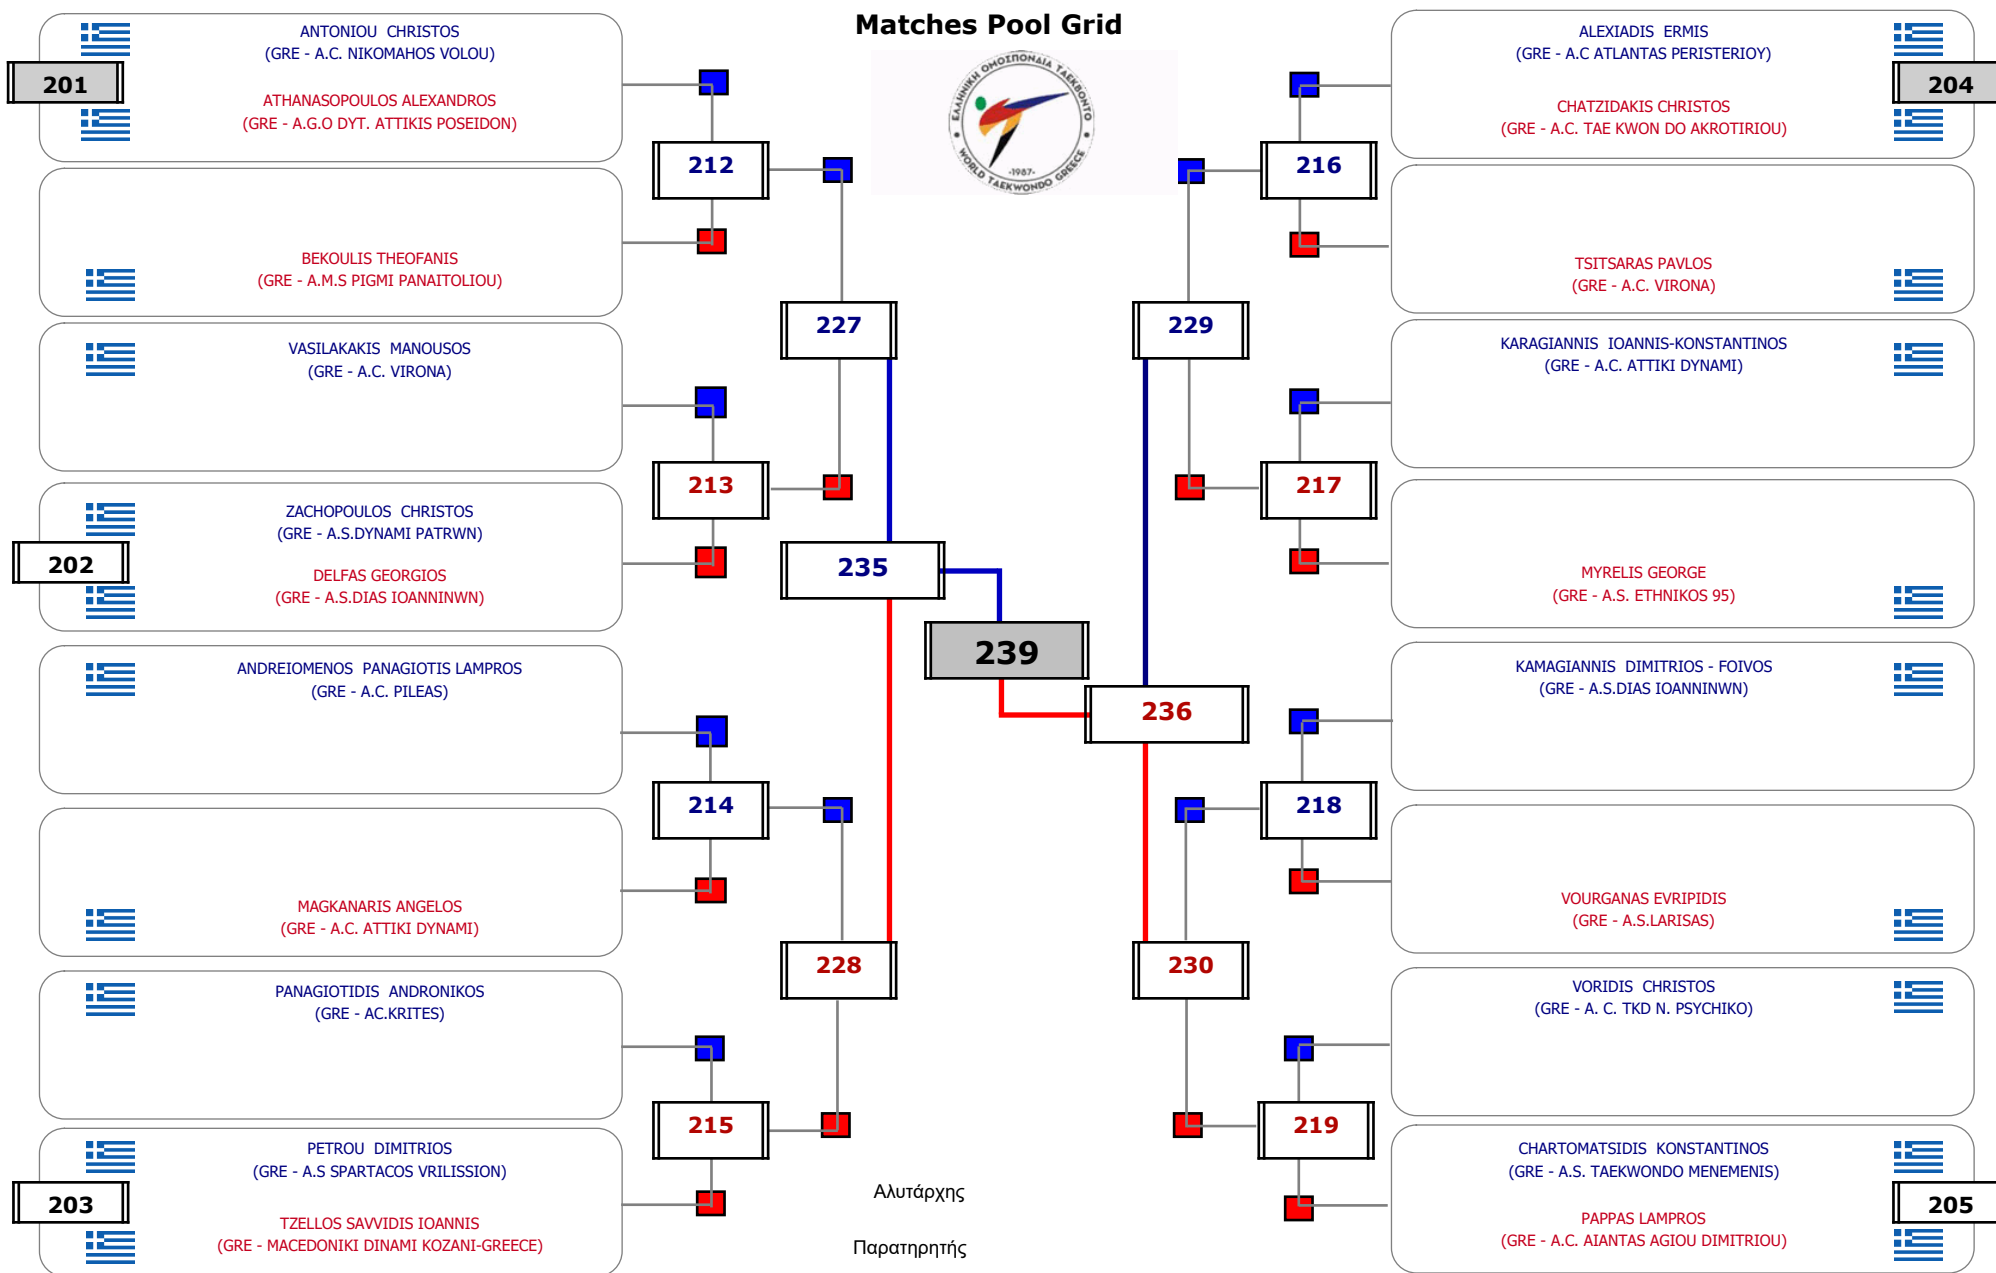 Matches Pool Grid
ΕΛΛΗΝΙΚΗ ΟΜΟΣΠΟΝΔΙΑ ΤΑΕΚΒΟΝΤΟ
·1987·
WORLD TAEKWONDO GREECE
ANTONIOU CHRISTOS
(GRE - A.C. NIKOMAHOS VOLOU)
201
ATHANASOPOULOS ALEXANDROS
(GRE - A.G.O DYT. ATTIKIS POSEIDON)
212
BEKOULIS THEOFANIS
(GRE - A.M.S PIGMI PANAITOLIOU)
227
VASILAKAKIS MANOUSOS
(GRE - A.C. VIRONA)
213
ZACHOPOULOS CHRISTOS
(GRE - A.S.DYNAMI PATRWN)
202
DELFAS GEORGIOS
(GRE - A.S.DIAS IOANNINWN)
235
239
ANDREIOMENOS PANAGIOTIS LAMPROS
(GRE - A.C. PILEAS)
214
MAGKANARIS ANGELOS
(GRE - A.C. ATTIKI DYNAMI)
228
PANAGIOTIDIS ANDRONIKOS
(GRE - AC.KRITES)
215
PETROU DIMITRIOS
(GRE - A.S SPARTACOS VRILISSION)
203
TZELLOS SAVVIDIS IOANNIS
(GRE - MACEDONIKI DINAMI KOZANI-GREECE)
ALEXIADIS ERMIS
(GRE - A.C ATLANTAS PERISTERIOY)
204
CHATZIDAKIS CHRISTOS
(GRE - A.C. TAE KWON DO AKROTIRIOU)
216
TSITSARAS PAVLOS
(GRE - A.C. VIRONA)
229
KARAGIANNIS IOANNIS-KONSTANTINOS
(GRE - A.C. ATTIKI DYNAMI)
217
MYRELIS GEORGE
(GRE - A.S. ETHNIKOS 95)
236
KAMAGIANNIS DIMITRIOS - FOIVOS
(GRE - A.S.DIAS IOANNINWN)
218
VOURGANAS EVRIPIDIS
(GRE - A.S.LARISAS)
230
VORIDIS CHRISTOS
(GRE - A. C. TKD N. PSYCHIKO)
219
CHARTOMATSIDIS KONSTANTINOS
(GRE - A.S. TAEKWONDO MENEMENIS)
205
PAPPAS LAMPROS
(GRE - A.C. AIANTAS AGIOU DIMITRIOU)
Αλυτάρχης
Παρατηρητής